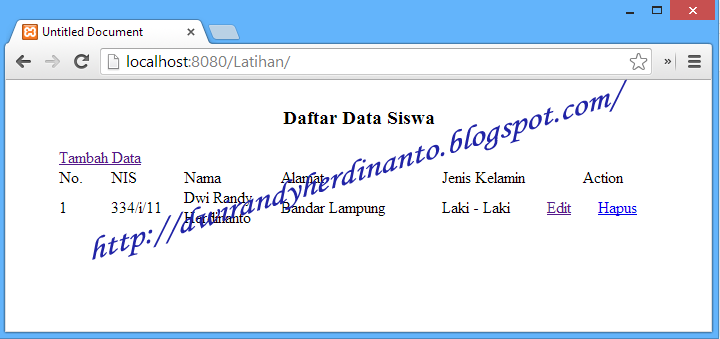 Untitled Document
localhost:8080/Latihan/
Daftar Data Siswa
Tambah Data
No. NIS Nama Alamat Jenis Kelamin Action
1 334/i/11 Dwi Randy Herdinanto Bandar Lampung Laki - Laki Edit Hapus
http://dwirandyherdinanto.blogspot.com/